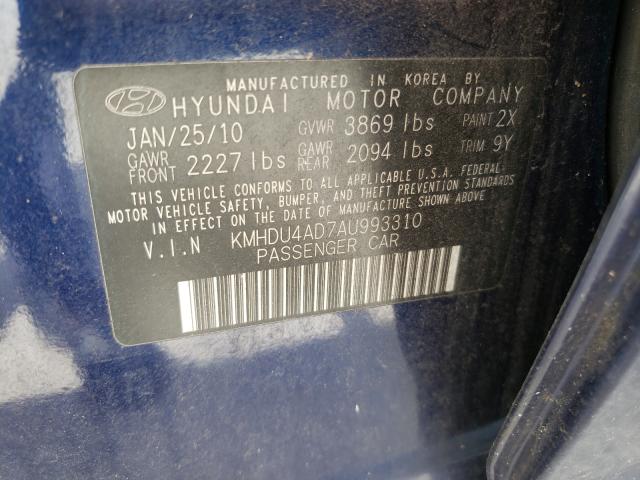 MANUFACTURED IN KOREA BY
HYUNDAI MOTOR COMPANY
JAN/25/10 GVWR 3869 lbs PAINT 2X
GAWR FRONT 2227 lbs GAWR REAR 2094 lbs TRIM 9Y
THIS VEHICLE CONFORMS TO ALL APPLICABLE U.S.A. FEDERAL
MOTOR VEHICLE SAFETY, BUMPER, AND THEFT PREVENTION STANDARDS
IN EFFECT ON THE DATE OF MANUFACTURE SHOWN ABOVE
V.I.N KMHDU4AD7AU993310
PASSENGER CAR